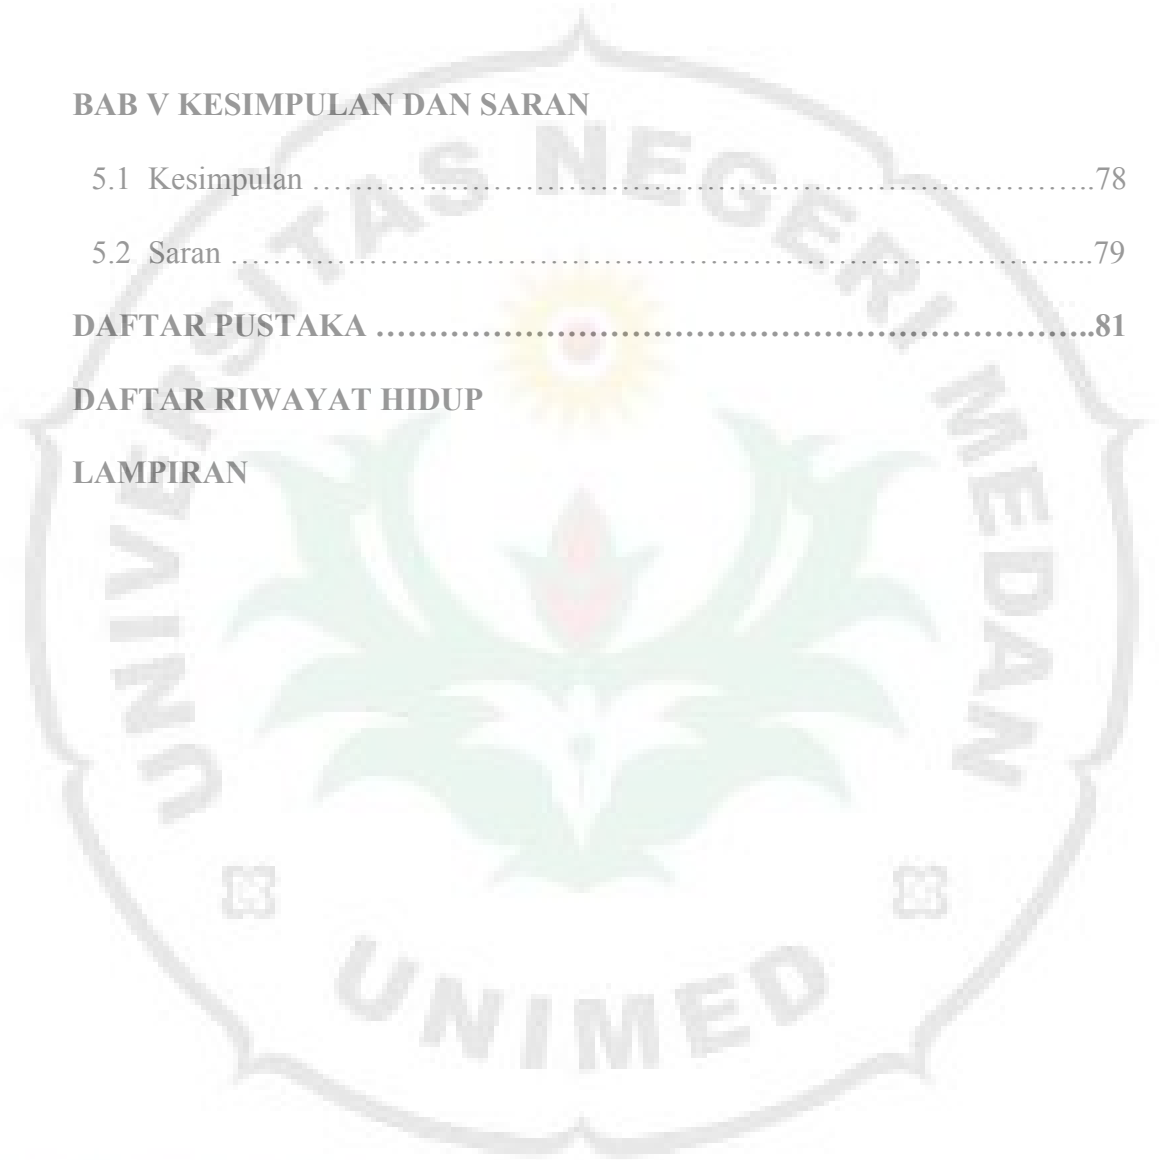 BAB V KESIMPULAN DAN SARAN
5.1 Kesimpulan ……………………………………………………………..78
5.2 Saran …………………………………………………………………....79
DAFTAR PUSTAKA …………………………………………………………..81
DAFTAR RIWAYAT HIDUP
LAMPIRAN
UNIVERSITAS NEGERI MEDAN
UNIMED